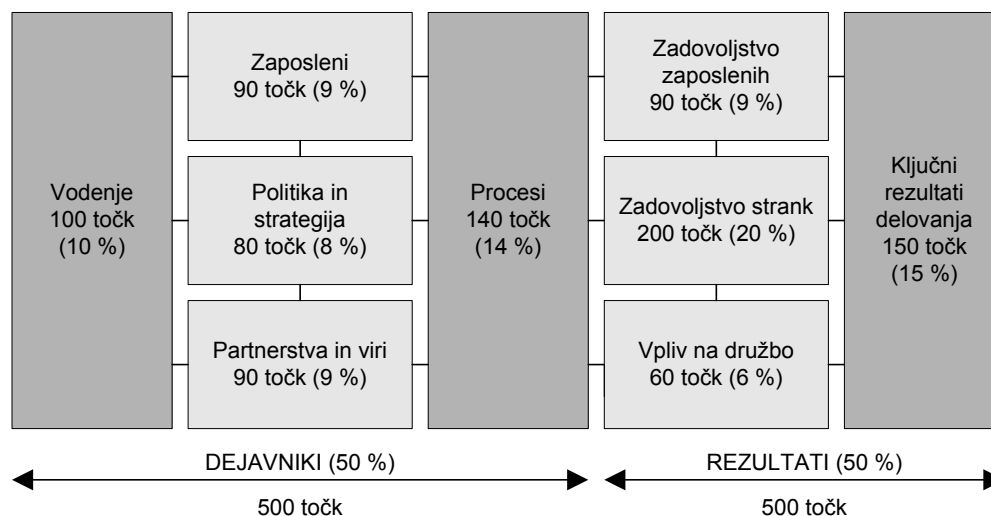 Vodenje
100 točk
(10 %)
Zaposleni
90 točk (9 %)
Politika in
strategija
80 točk (8 %)
Partnerstva in viri
90 točk (9 %)
Procesi
140 točk
(14 %)
Zadovoljstvo
zaposlenih
90 točk (9 %)
Zadovoljstvo strank
200 točk (20 %)
Vpliv na družbo
60 točk (6 %)
Ključni
rezultati
delovanja
150 točk
(15 %)
DEJAVNIKI (50 %)
500 točk
REZULTATI (50 %)
500 točk